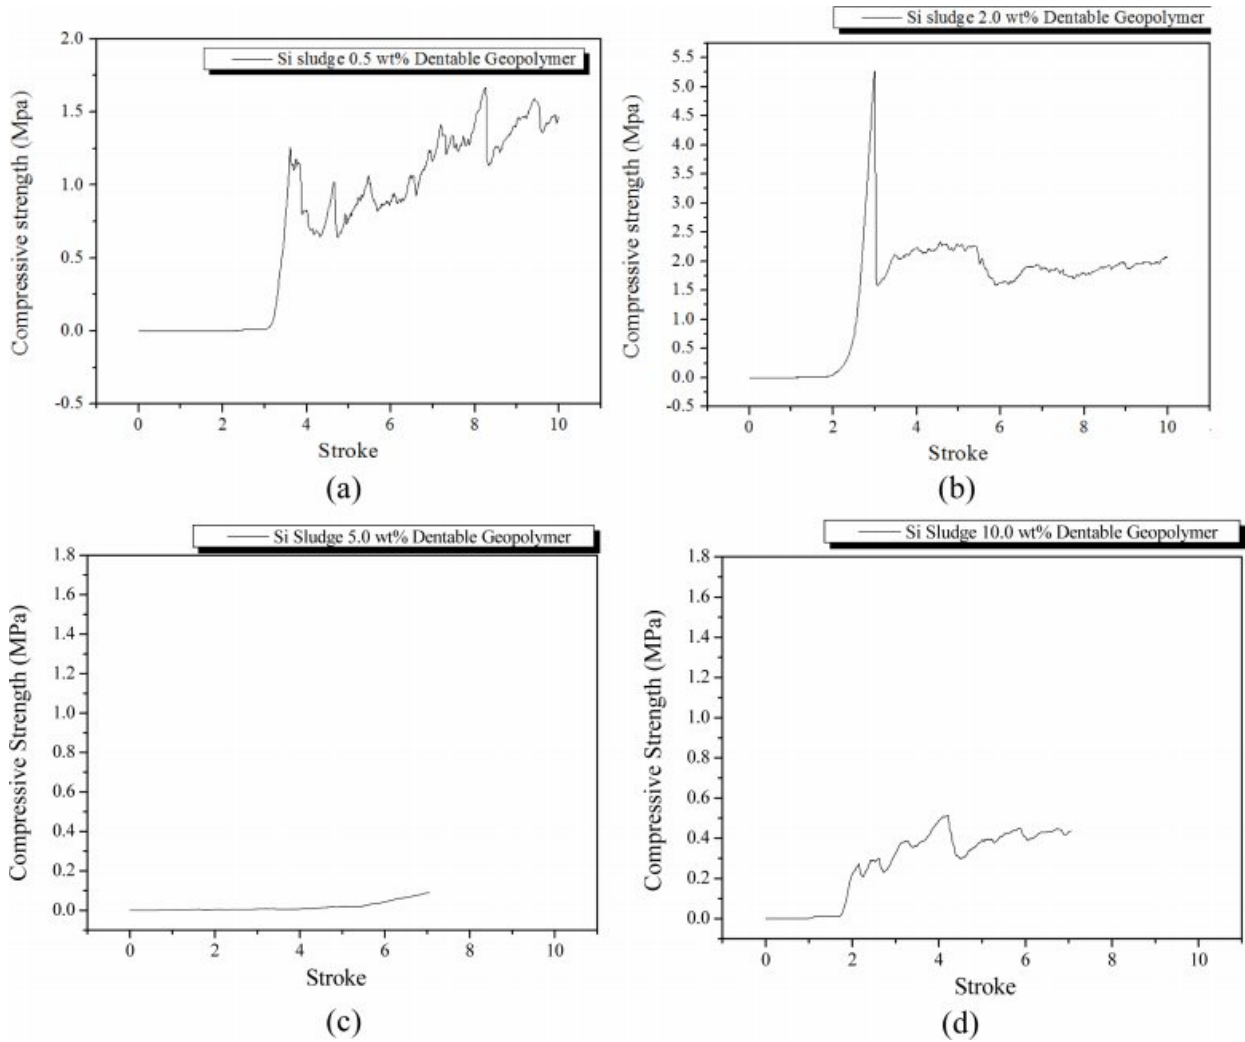 Si sludge 0.5 wt% Dentable Geopolymer
2.0
1.5
1.0
0.5
0.0
-0.5
Compressive strength (Mpa)
0 2 4 6 8 10
Stroke
(a)
Si sludge 2.0 wt% Dentable Geopolymer
5.5
5.0
4.5
4.0
3.5
3.0
2.5
2.0
1.5
1.0
0.5
0.0
-0.5
Compressive strength (Mpa)
0 2 4 6 8 10
Stroke
(b)
Si Sludge 5.0 wt% Dentable Geopolymer
1.8
1.6
1.4
1.2
1.0
0.8
0.6
0.4
0.2
0.0
Compressive Strength (MPa)
0 2 4 6 8 10
Stroke
(c)
Si Sludge 10.0 wt% Dentable Geopolymer
1.8
1.6
1.4
1.2
1.0
0.8
0.6
0.4
0.2
0.0
Compressive Strength (MPa)
0 2 4 6 8 10
Stroke
(d)